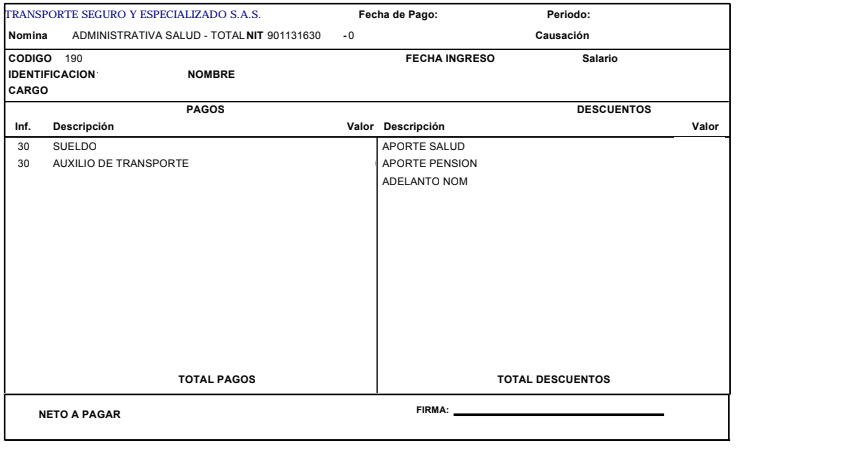 TRANSPORTE SEGURO Y ESPECIALIZADO S.A.S. Fecha de Pago: Periodo:
Nomina ADMINISTRATIVA SALUD - TOTAL NIT 901131630 -0 Causación
CODIGO 190 FECHA INGRESO Salario
IDENTIFICACION NOMBRE
CARGO
PAGOS DESCUENTOS
Inf. Descripción Valor Descripción Valor
30 SUELDO APORTE SALUD
30 AUXILIO DE TRANSPORTE APORTE PENSION
ADELANTO NOM
TOTAL PAGOS TOTAL DESCUENTOS
NETO A PAGAR FIRMA: